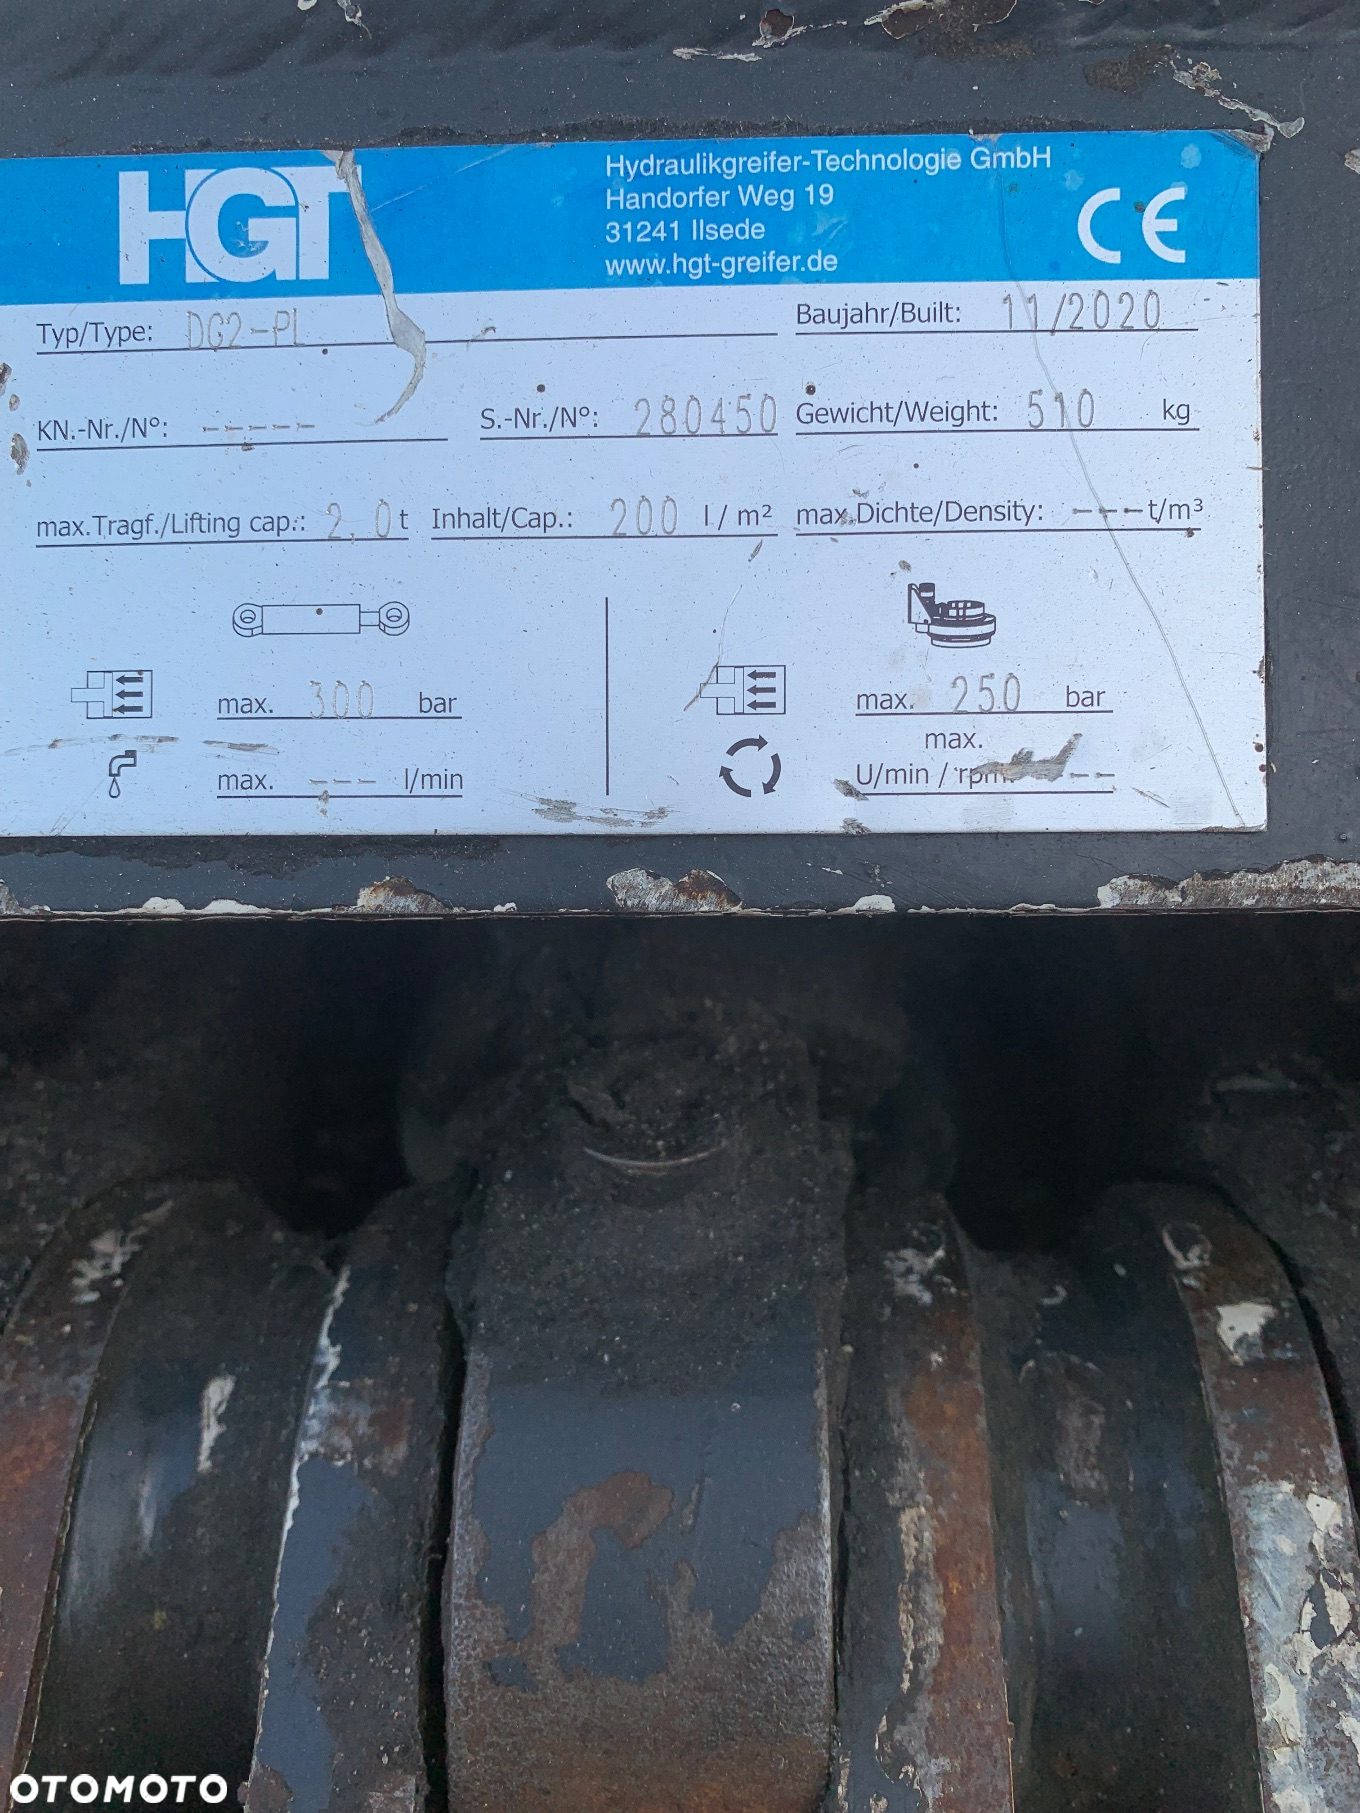 HGT
Hydraulikgreifer-Technologie GmbH
Handorfer Weg 19
31241 Ilsede
www.hgt-greifer.de
CE
Typ/Type: DG2-PL
Baujahr/Built: 11/2020
KN.-Nr./N°: -----
S.-Nr./N°: 280450
Gewicht/Weight: 510 kg
max.Tragf./Lifting cap.: 2,0 t
Inhalt/Cap.: 200 l / m²
max.Dichte/Density: ---t/m³
max. 300 bar
max. 250 bar
max. --- l/min
max.
U/min / rpm: --
OTOMOTO